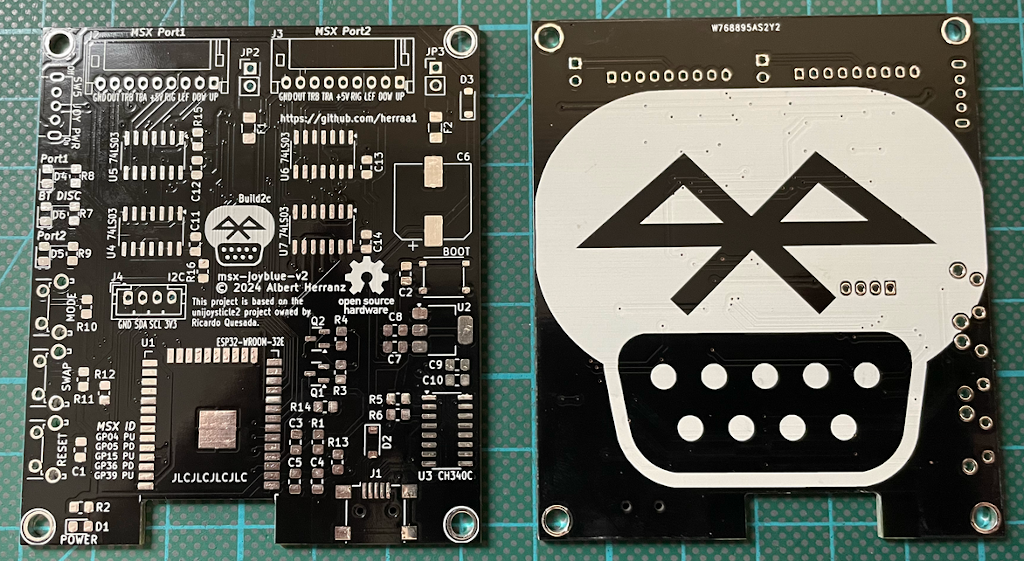 J2
MSX Port1
J3
MSX Port2
JP2
JP3
D3
GND OUT TRB TRA +5V RIG LEF DOW UP
GND OUT TRB TRA +5V RIG LEF DOW UP
SW5 JOY PWR
R15
F1
https://github.com/herraa1
F2
U5 74LS03
U6 74LS03
C13
C6
Port1
D4
R8
C12
BT DISC
D6
R7
Build2c
Port2
D5
R9
U4 74LS03
C11
U7 74LS03
C14
+
BOOT
R16
msx-joyblue-v2
© 2024 Albert Herranz
C2
J4
I2C
This project is based on the
unijoysticle2 project owned by
Ricardo Quesada.
open source
hardware
MODE
R10
GND SDA SCL 3V3
U2
Q2
R4
C8
C7
U1
ESP32-WROOM-32E
C9
C10
SWAP
R12
R11
Q1
R3
R14
R5
R6
MSX ID
GP04 PU
GP05 PD
GP15 PU
GP36 PD
GP39 PU
RESET
C1
C3
R1
R13
D2
C5
C4
JLCJLCJLCJLC
J1
U3 CH340C
R2
D1
POWER
W768895AS2Y2